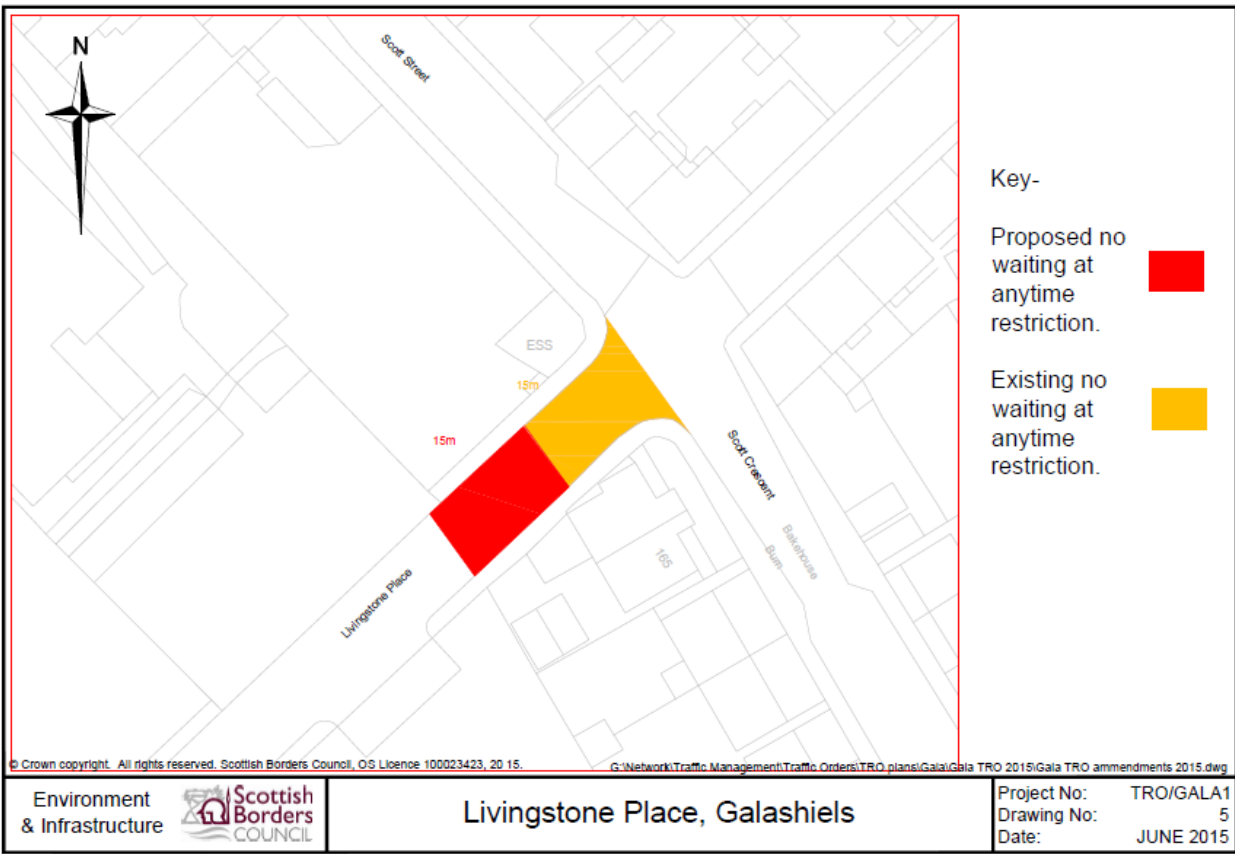 N
Scott Street
ESS
15m
15m
Scott Crescent
Bakehouse
Burn
165
Livingstone Place
Key-
Proposed no
waiting at
anytime
restriction.
Existing no
waiting at
anytime
restriction.
© Crown copyright. All rights reserved. Scottish Borders Council, OS Licence 100023423, 20 15.
G:\Network\Traffic Management\Traffic Orders\TRO plans\Gala\Gala TRO 2015\Gala TRO ammendments 2015.dwg
Environment
& Infrastructure
Scottish
Borders
COUNCIL
Livingstone Place, Galashiels
Project No: TRO/GALA1
Drawing No: 5
Date: JUNE 2015